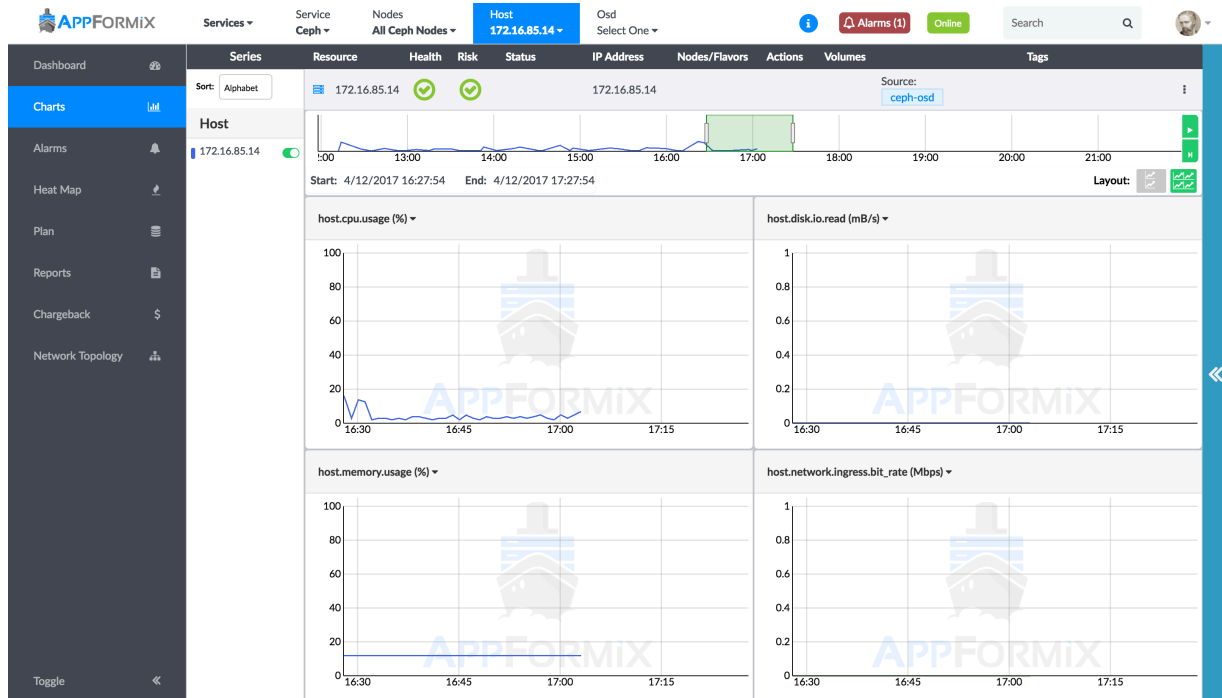 APPFORMIX
Services
Service
Ceph
Nodes
All Ceph Nodes
Host
172.16.85.14
Osd
Select One
Alarms (1)
Online
Search
Dashboard
Charts
Alarms
Heat Map
Plan
Reports
Chargeback
Network Topology
Toggle
Series
Resource Health Risk Status IP Address Nodes/Flavors Actions Volumes Tags
Sort: Alphabet
Host
172.16.85.14
172.16.85.14 172.16.85.14
Source:
ceph-osd
:00 13:00 14:00 15:00 16:00 17:00 18:00 19:00 20:00 21:00
Start: 4/12/2017 16:27:54 End: 4/12/2017 17:27:54
Layout:
host.cpu.usage (%)
100
80
60
40
20
0
16:30 16:45 17:00 17:15
APPFORMIX
host.disk.io.read (mB/s)
1
0.8
0.6
0.4
0.2
0
16:30 16:45 17:00 17:15
APPFORMIX
host.memory.usage (%)
100
80
60
40
20
0
16:30 16:45 17:00 17:15
APPFORMIX
host.network.ingress.bit_rate (Mbps)
1
0.8
0.6
0.4
0.2
0
16:30 16:45 17:00 17:15
APPFORMIX